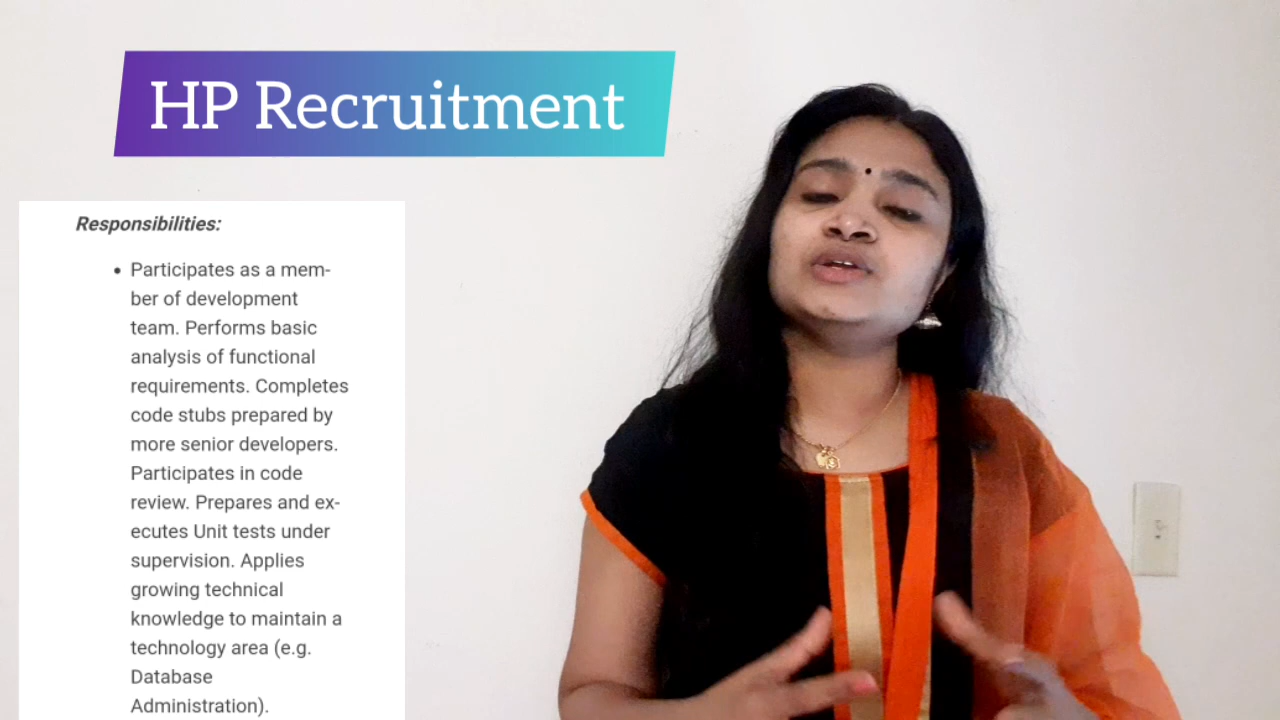 HP Recruitment
Responsibilities:
• Participates as a mem-
ber of development
team. Performs basic
analysis of functional
requirements. Completes
code stubs prepared by
more senior developers.
Participates in code
review. Prepares and ex-
ecutes Unit tests under
supervision. Applies
growing technical
knowledge to maintain a
technology area (e.g.
Database
Administration).